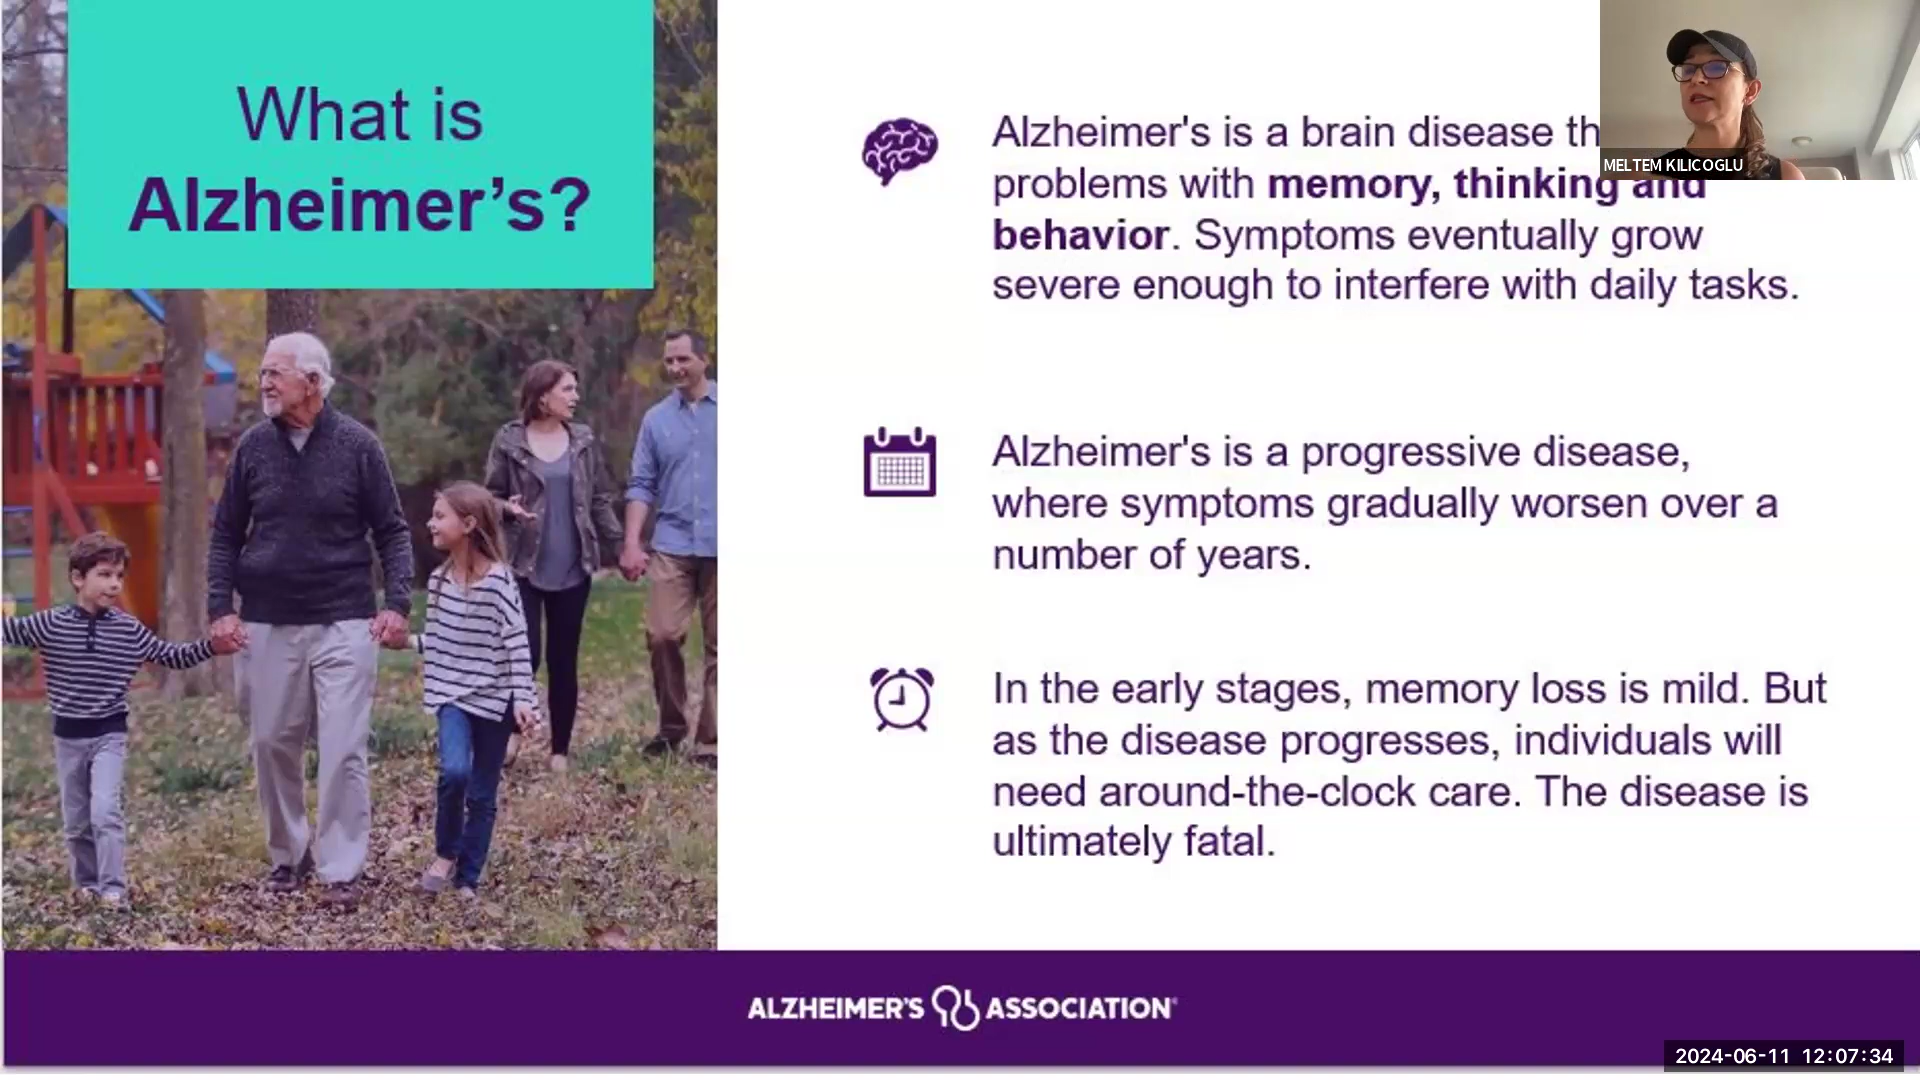 What is
Alzheimer’s?
Alzheimer's is a brain disease th
problems with memory, thinking and
behavior. Symptoms eventually grow
severe enough to interfere with daily tasks.
Alzheimer's is a progressive disease,
where symptoms gradually worsen over a
number of years.
In the early stages, memory loss is mild. But
as the disease progresses, individuals will
need around-the-clock care. The disease is
ultimately fatal.
MELTEM KILICOGLU
ALZHEIMER'S ASSOCIATION®
2024-06-11 12:07:34